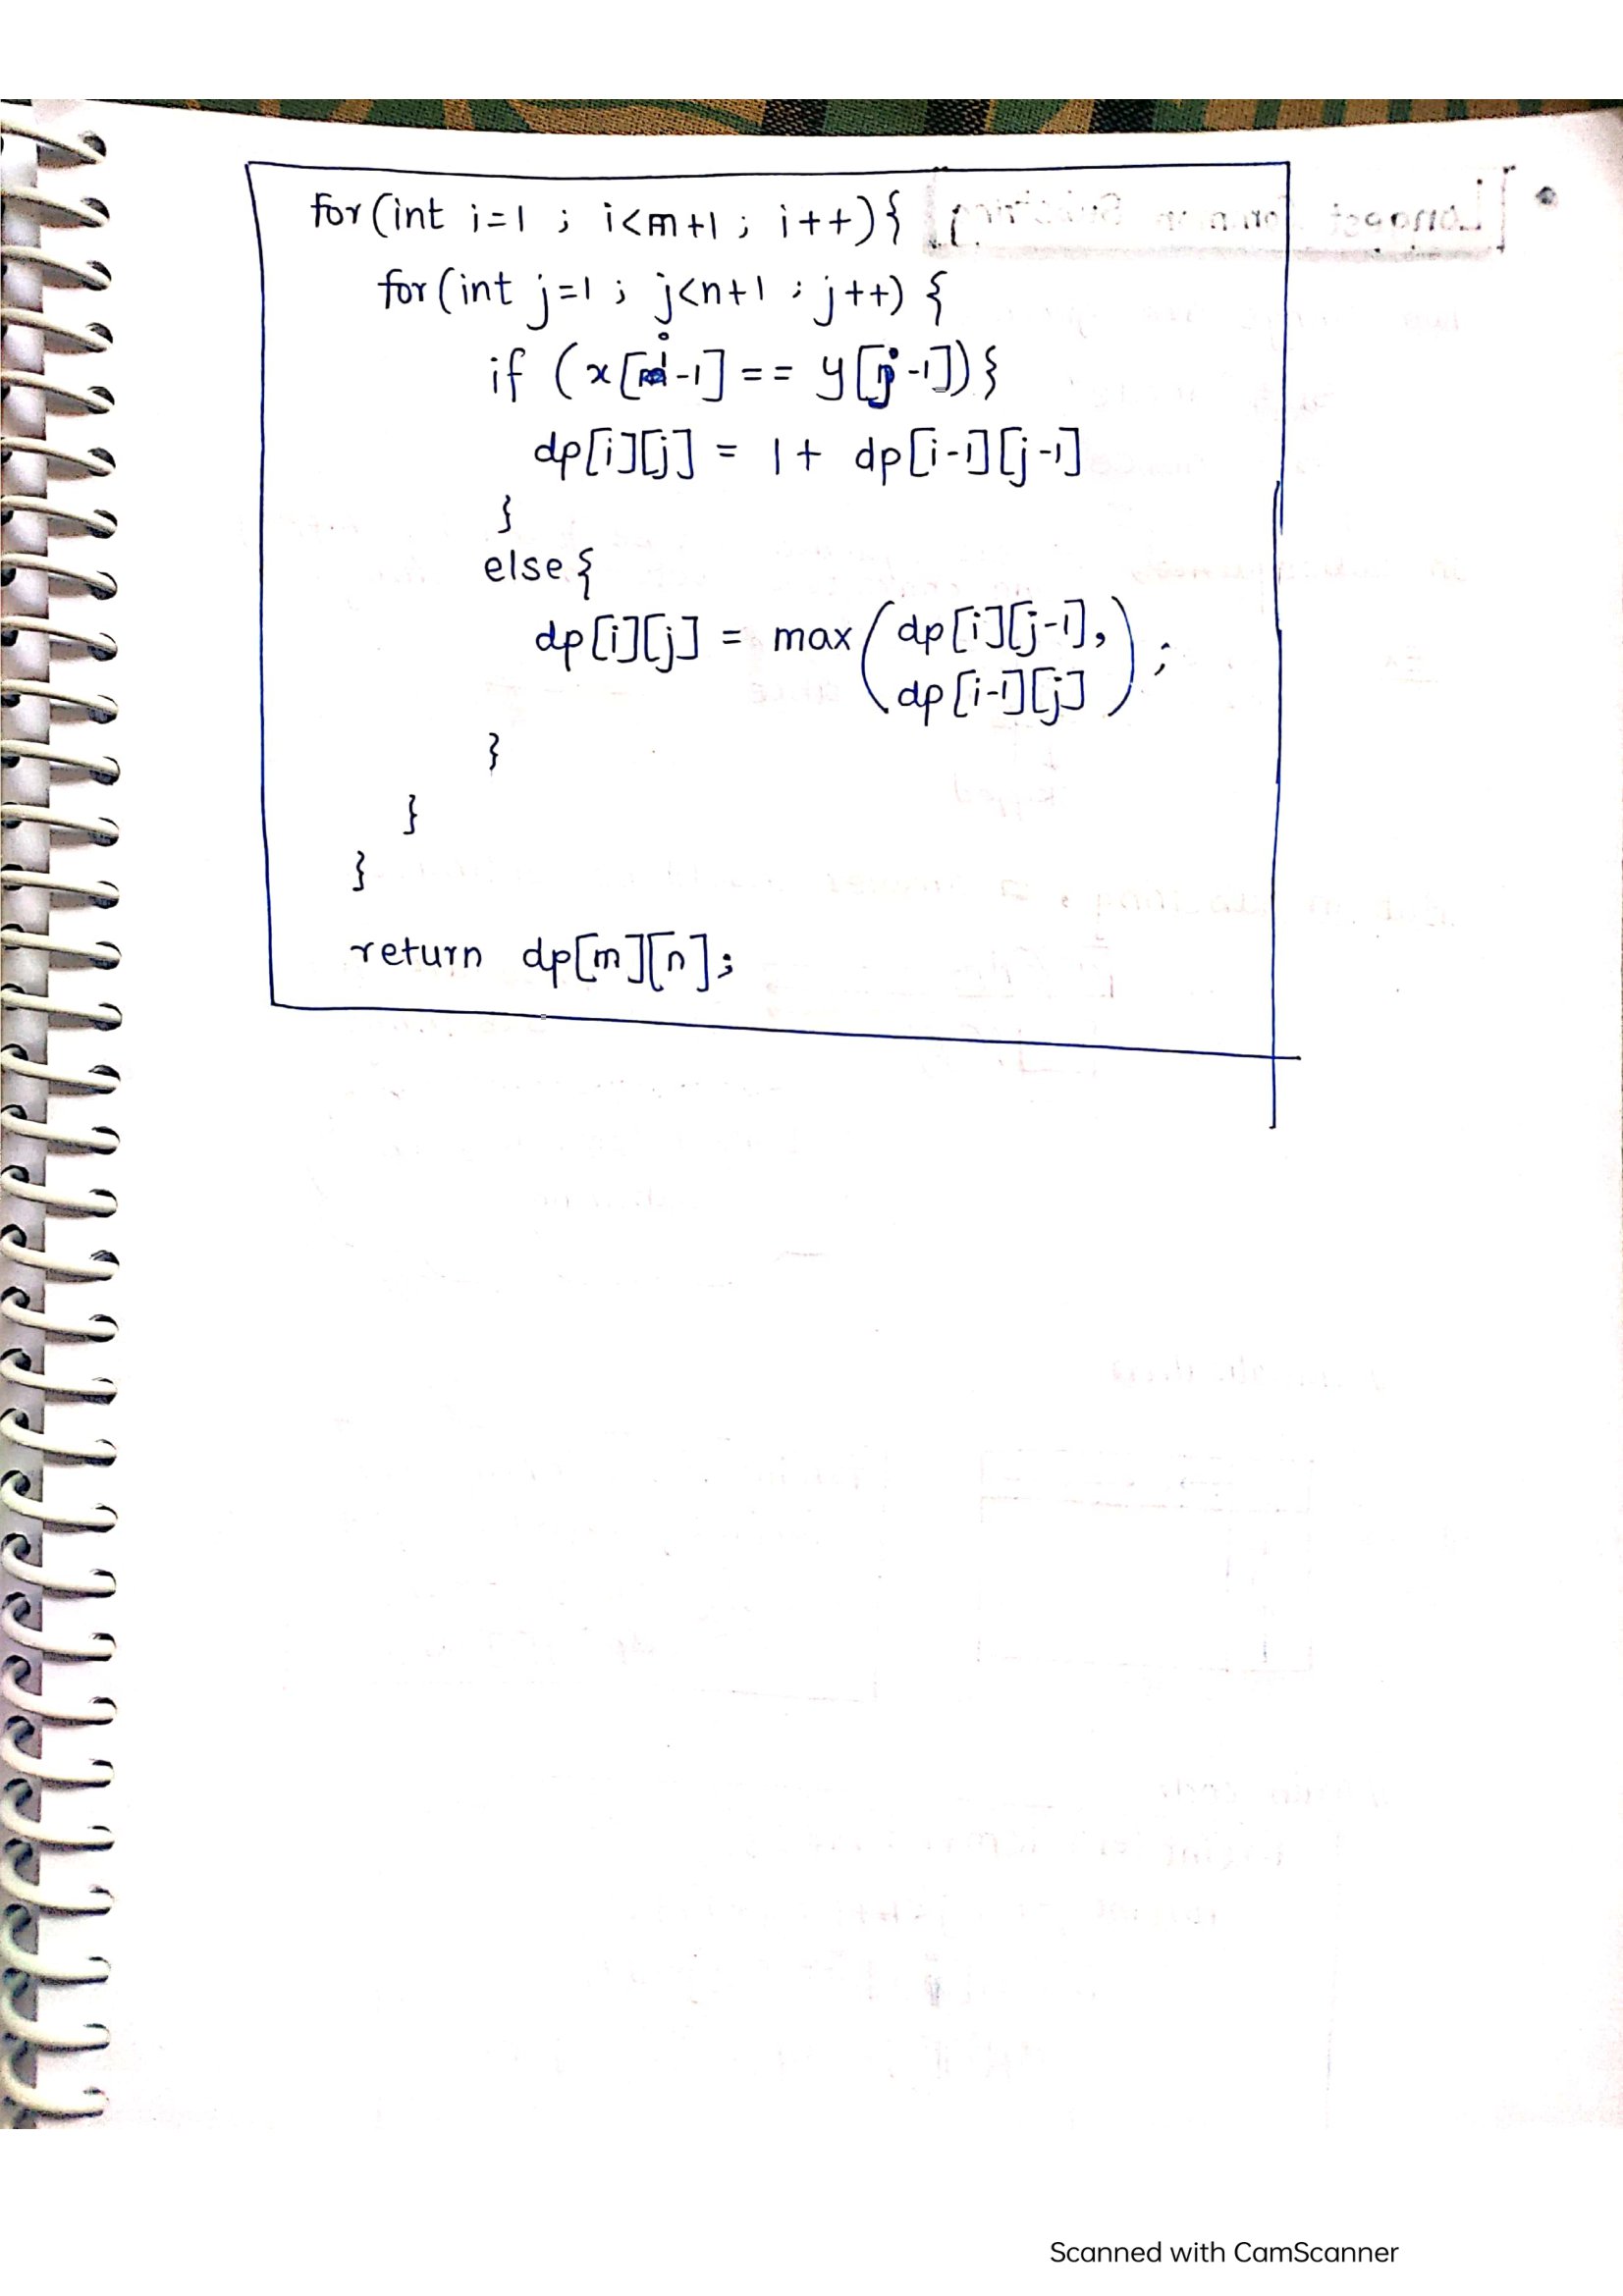 for(int i=1 ; i<m+1 ; i++){
for(int j=1 ; j<n+1 ; j++) {
if (x[i-1] == y[j-1]){
dp[i][j] = 1 + dp[i-1][j-1]
}
else{
dp[i][j] = max(dp[i][j-1],
dp[i-1][j]);
}
}
}
return dp[m][n];
Scanned with CamScanner